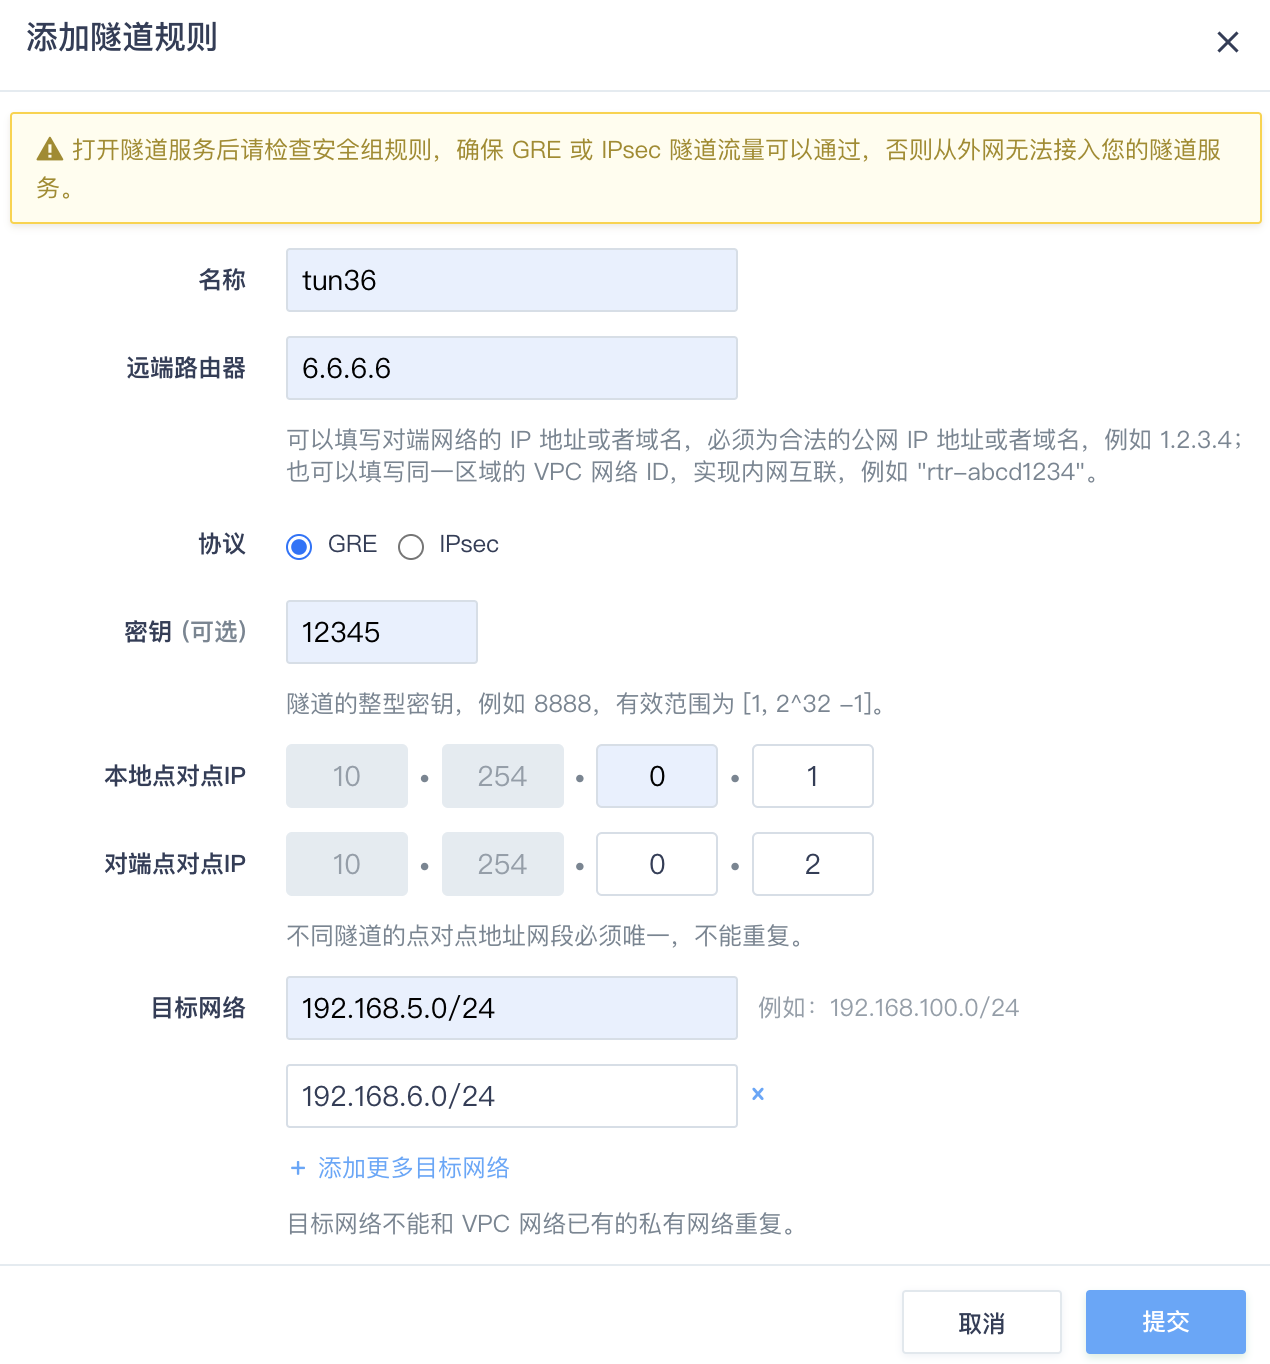 添加隧道规则
打开隧道服务后请检查安全组规则，确保 GRE 或 IPsec 隧道流量可以通过，否则从外网无法接入您的隧道服
务。
名称 tun36
远端路由器 6.6.6.6
可以填写对端网络的 IP 地址或者域名，必须为合法的公网 IP 地址或者域名，例如 1.2.3.4；
也可以填写同一区域的 VPC 网络 ID，实现内网互联，例如 "rtr-abcd1234"。
协议 GRE IPsec
密钥 (可选) 12345
隧道的整型密钥，例如 8888，有效范围为 [1, 2^32 -1]。
本地点对点IP 10 . 254 . 0 . 1
对端点对点IP 10 . 254 . 0 . 2
不同隧道的点对点地址网段必须唯一，不能重复。
目标网络 192.168.5.0/24 例如：192.168.100.0/24
192.168.6.0/24 ×
+ 添加更多目标网络
目标网络不能和 VPC 网络已有的私有网络重复。
取消 提交